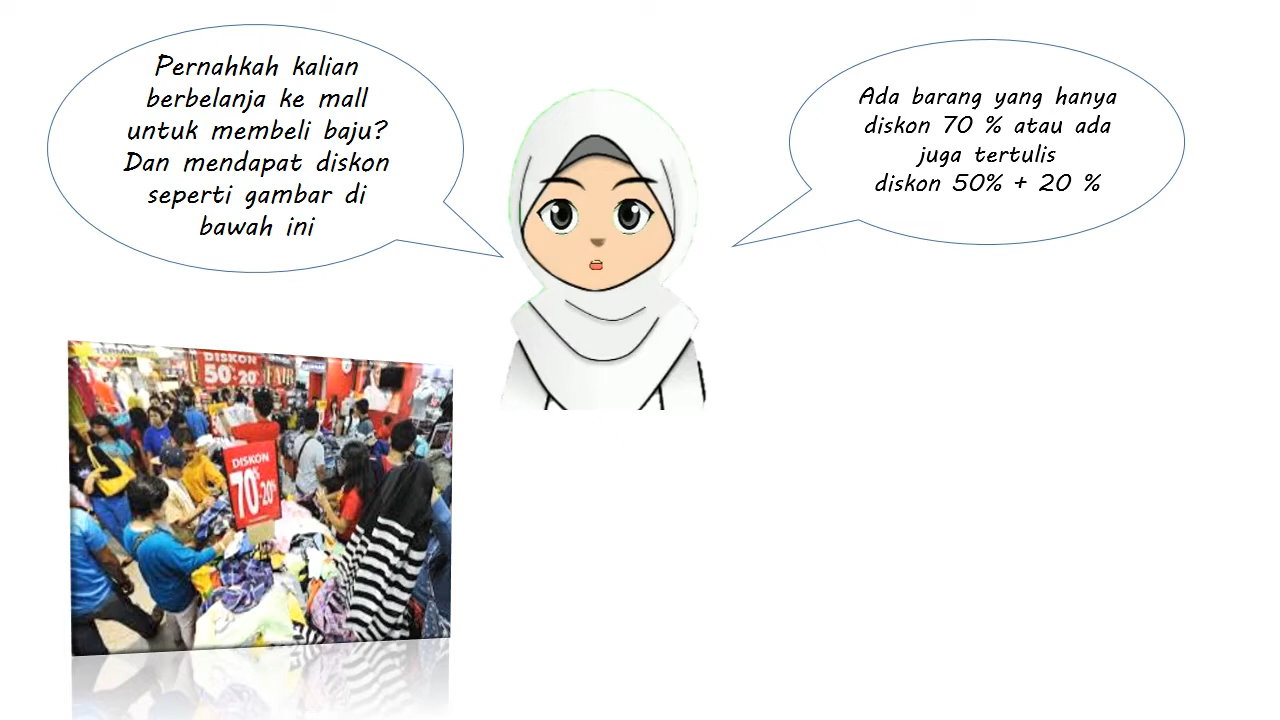 Pernahkah kalian
berbelanja ke mall
untuk membeli baju?
Dan mendapat diskon
seperti gambar di
bawah ini
Ada barang yang hanya
diskon 70 % atau ada
juga tertulis
diskon 50% + 20 %
DISKON
50%+20%
FAIR
DISKON
70%+20%